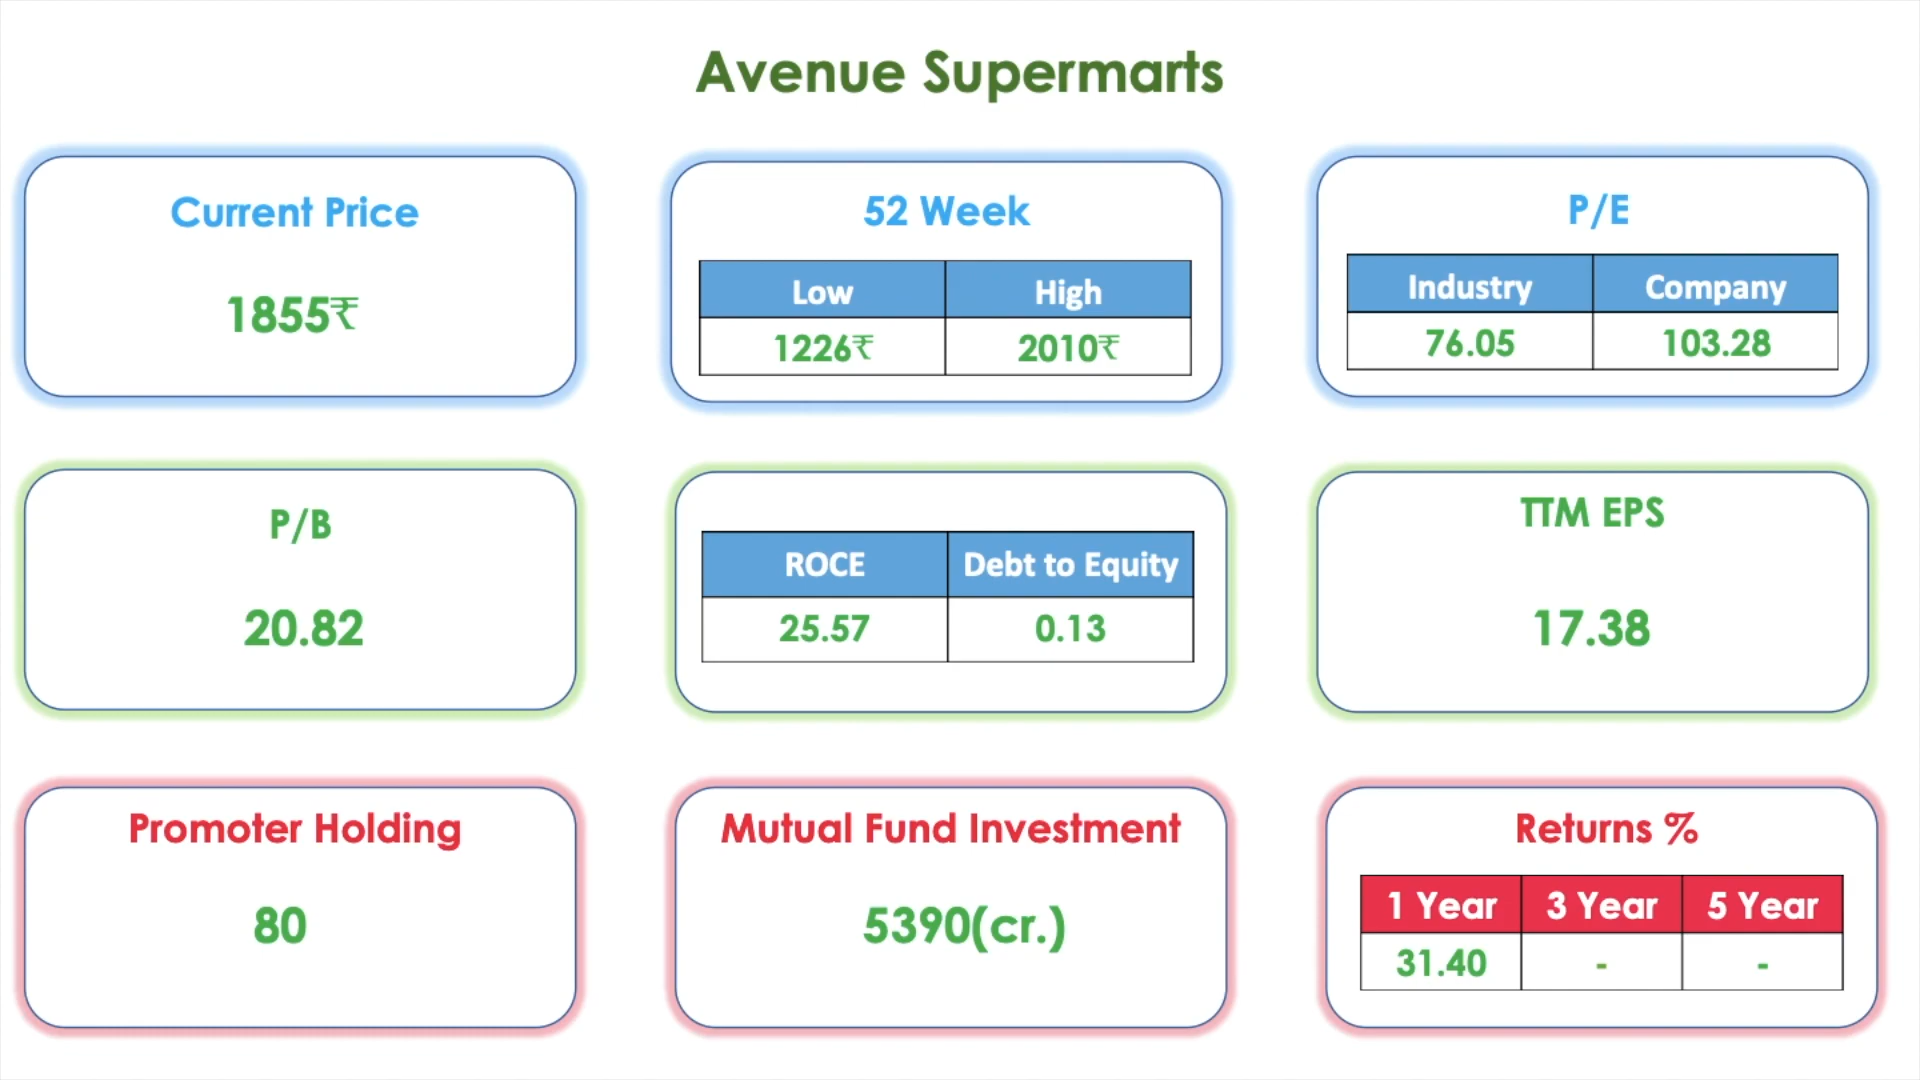 Avenue Supermarts
Current Price
1855₹
52 Week
Low High
1226₹ 2010₹
P/E
Industry Company
76.05 103.28
P/B
20.82
ROCE Debt to Equity
25.57 0.13
TTM EPS
17.38
Promoter Holding
80
Mutual Fund Investment
5390(cr.)
Returns %
1 Year 3 Year 5 Year
31.40 - -